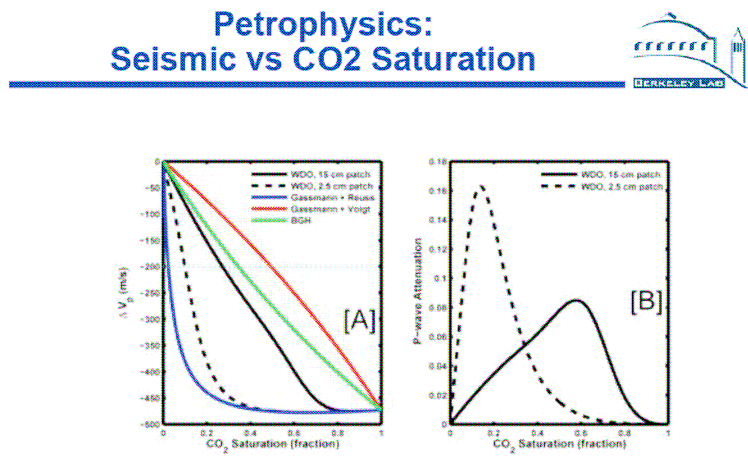 Petrophysics:
Seismic vs CO2 Saturation
BERKELEY LAB
0
-50
-100
-150
-200
-250
-300
-350
-400
-450
-500
Δ Vp (m/s)
WDO, 15 cm patch
WDO, 2.5 cm patch
Gassmann + Reuss
Gassmann + Voigt
BGH
[A]
0 0.2 0.4 0.6 0.8 1
CO2 Saturation (fraction)
0.18
0.16
0.14
0.12
0.1
0.08
0.06
0.04
0.02
0
P-wave Attenuation
WDO, 15 cm patch
WDO, 2.5 cm patch
[B]
0 0.2 0.4 0.6 0.8 1
CO2 Saturation (fraction)